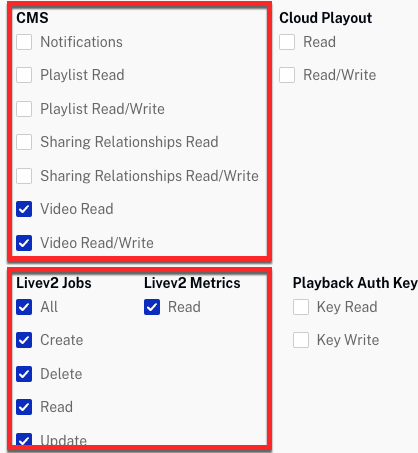 CMS
Notifications
Playlist Read
Playlist Read/Write
Sharing Relationships Read
Sharing Relationships Read/Write
Video Read
Video Read/Write
Cloud Playout
Read
Read/Write
Livev2 Jobs
All
Create
Delete
Read
Update
Livev2 Metrics
Read
Playback Auth Key
Key Read
Key Write